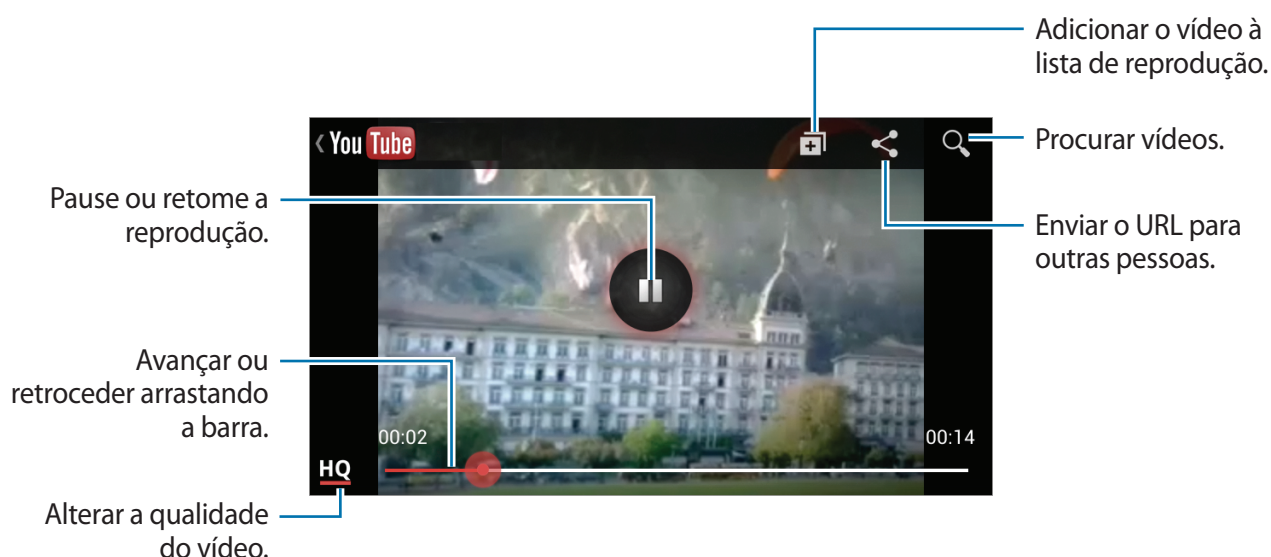 Adicionar o vídeo à
lista de reprodução.
You Tube
Procurar vídeos.
Pause ou retome a
reprodução.
Enviar o URL para
outras pessoas.
Avançar ou
retroceder arrastando
a barra.
00:02
00:14
HQ
Alterar a qualidade
do vídeo.